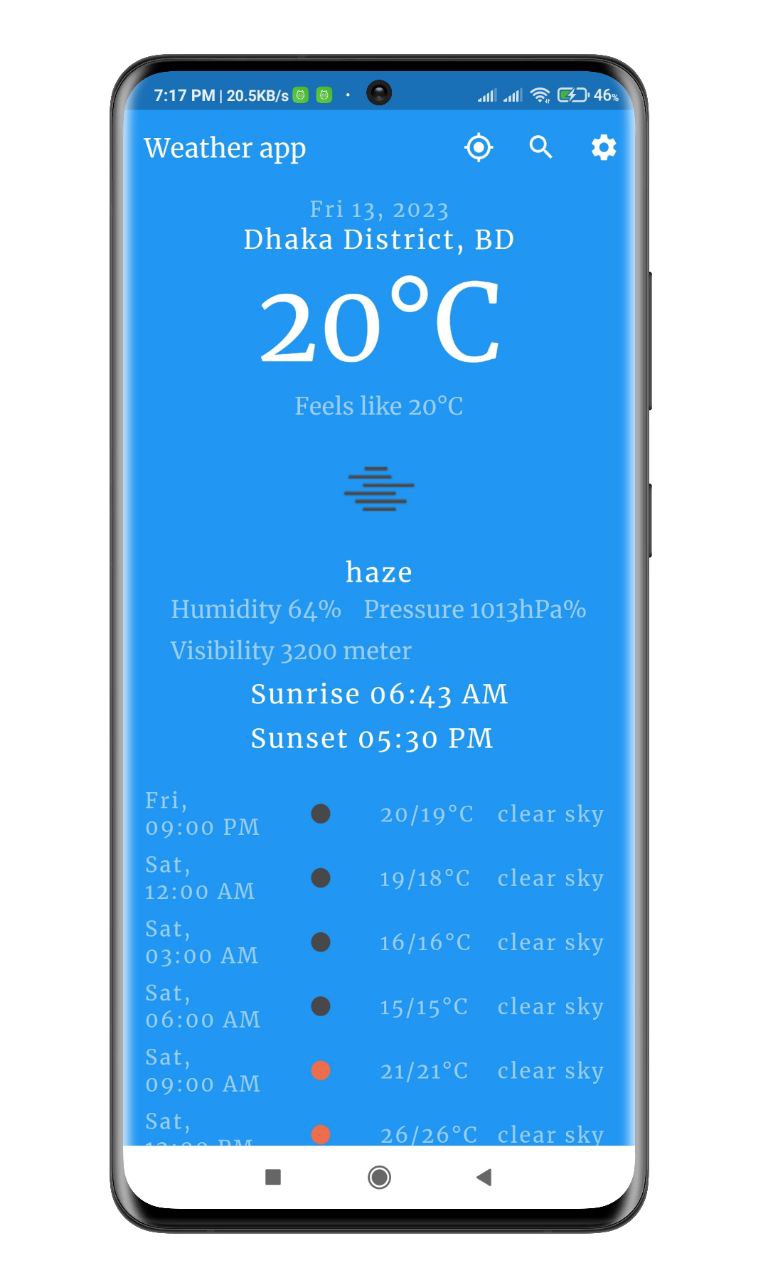 7:17 PM | 20.5KB/s 46%
Weather app
Fri 13, 2023
Dhaka District, BD
20°C
Feels like 20°C
haze
Humidity 64% Pressure 1013hPa%
Visibility 3200 meter
Sunrise 06:43 AM
Sunset 05:30 PM
Fri,
09:00 PM 20/19°C clear sky
Sat,
12:00 AM 19/18°C clear sky
Sat,
03:00 AM 16/16°C clear sky
Sat,
06:00 AM 15/15°C clear sky
Sat,
09:00 AM 21/21°C clear sky
Sat,
26/26°C clear sky